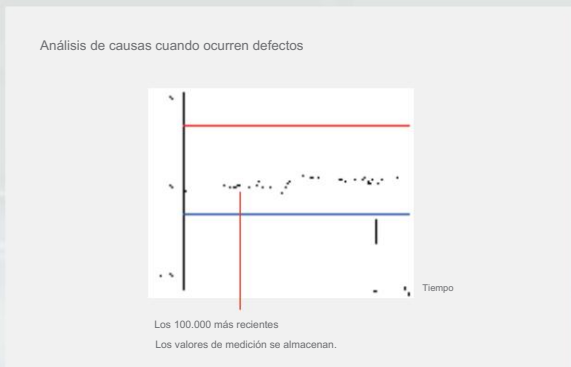 Análisis de causas cuando ocurren defectos
Tiempo
Los 100.000 más recientes
Los valores de medición se almacenan.